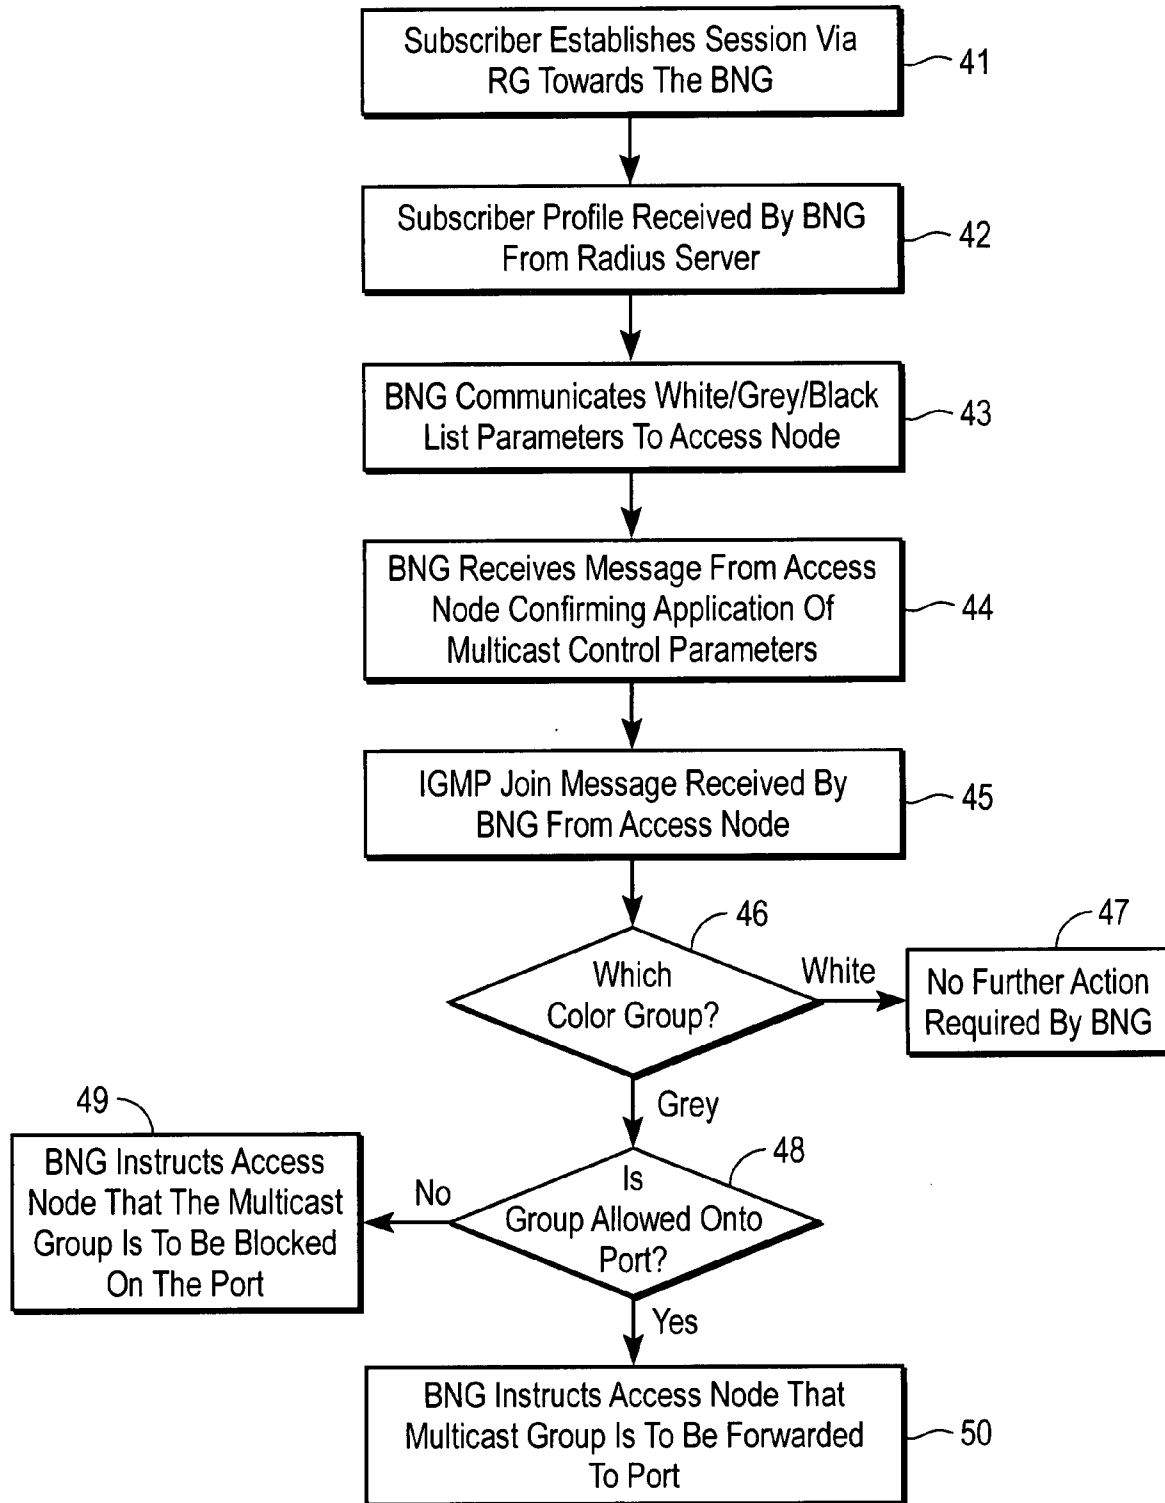 Subscriber Establishes Session Via
RG Towards The BNG
41
Subscriber Profile Received By BNG
From Radius Server
42
BNG Communicates White/Grey/Black
List Parameters To Access Node
43
BNG Receives Message From Access
Node Confirming Application Of
Multicast Control Parameters
44
IGMP Join Message Received By
BNG From Access Node
45
46
Which
Color Group?
White
47
No Further Action
Required By BNG
Grey
48
Is
Group Allowed Onto
Port?
No
49
BNG Instructs Access
Node That The Multicast
Group Is To Be Blocked
On The Port
Yes
BNG Instructs Access Node That
Multicast Group Is To Be Forwarded
To Port
50